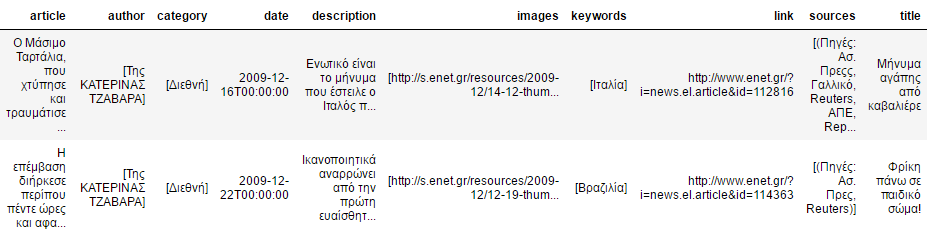 article author category date description images keywords link sources title
Ο Μάσιμο Ταρτάλια, που χτύπησε και τραυμάτισε ... [Της ΚΑΤΕΡΙΝΑΣ ΤΖΑΒΑΡΑ] [Διεθνή] 2009-12-16T00:00:00 Ενωτικό είναι το μήνυμα που έστειλε ο Ιταλός π... [http://s.enet.gr/resources/2009-12/14-12-thum... [Ιταλία] http://www.enet.gr/?i=news.el.article&id=112816 [(Πηγές: Ασ. Πρεςς, Γαλλικό, Reuters, ΑΠΕ, Rep... Μήνυμα αγάπης από καβαλιέρε
Η επέμβαση διήρκεσε περίπου πέντε ώρες και αφα... [Της ΚΑΤΕΡΙΝΑΣ ΤΖΑΒΑΡΑ] [Διεθνή] 2009-12-22T00:00:00 Ικανοποιητικά αναρρώνει από την πρώτη ευαίσθητ... [http://s.enet.gr/resources/2009-12/12-19-thum... [Βραζιλία] http://www.enet.gr/?i=news.el.article&id=114363 [(Πηγές: Ασ. Πρες, Reuters)] Φρίκη πάνω σε παιδικό σώμα!